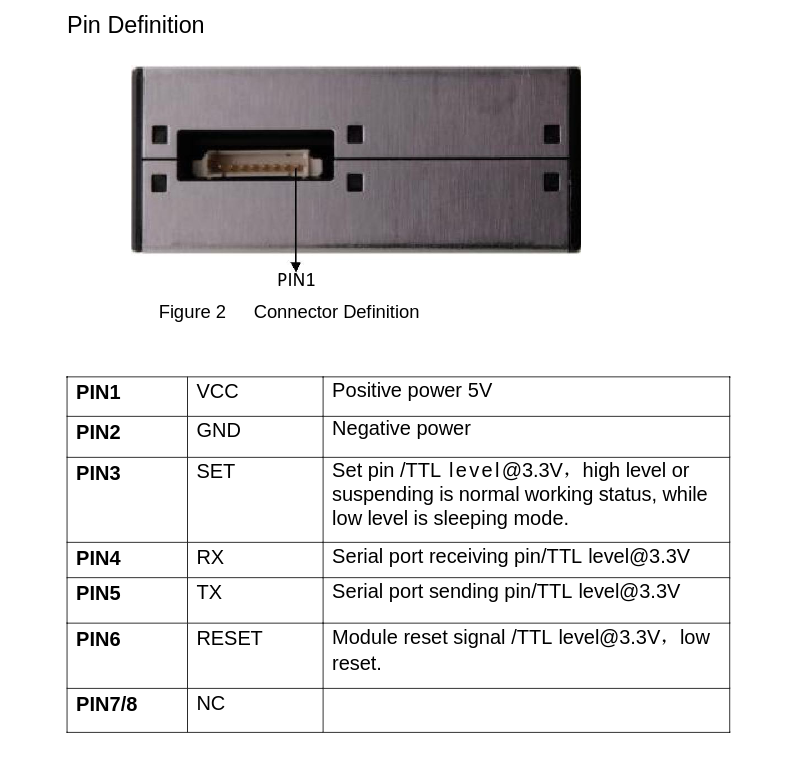 Pin Definition
PIN1
Figure 2 Connector Definition
PIN1 VCC Positive power 5V
PIN2 GND Negative power
PIN3 SET Set pin /TTL level@3.3V，high level or
suspending is normal working status, while
low level is sleeping mode.
PIN4 RX Serial port receiving pin/TTL level@3.3V
PIN5 TX Serial port sending pin/TTL level@3.3V
PIN6 RESET Module reset signal /TTL level@3.3V，low
reset.
PIN7/8 NC